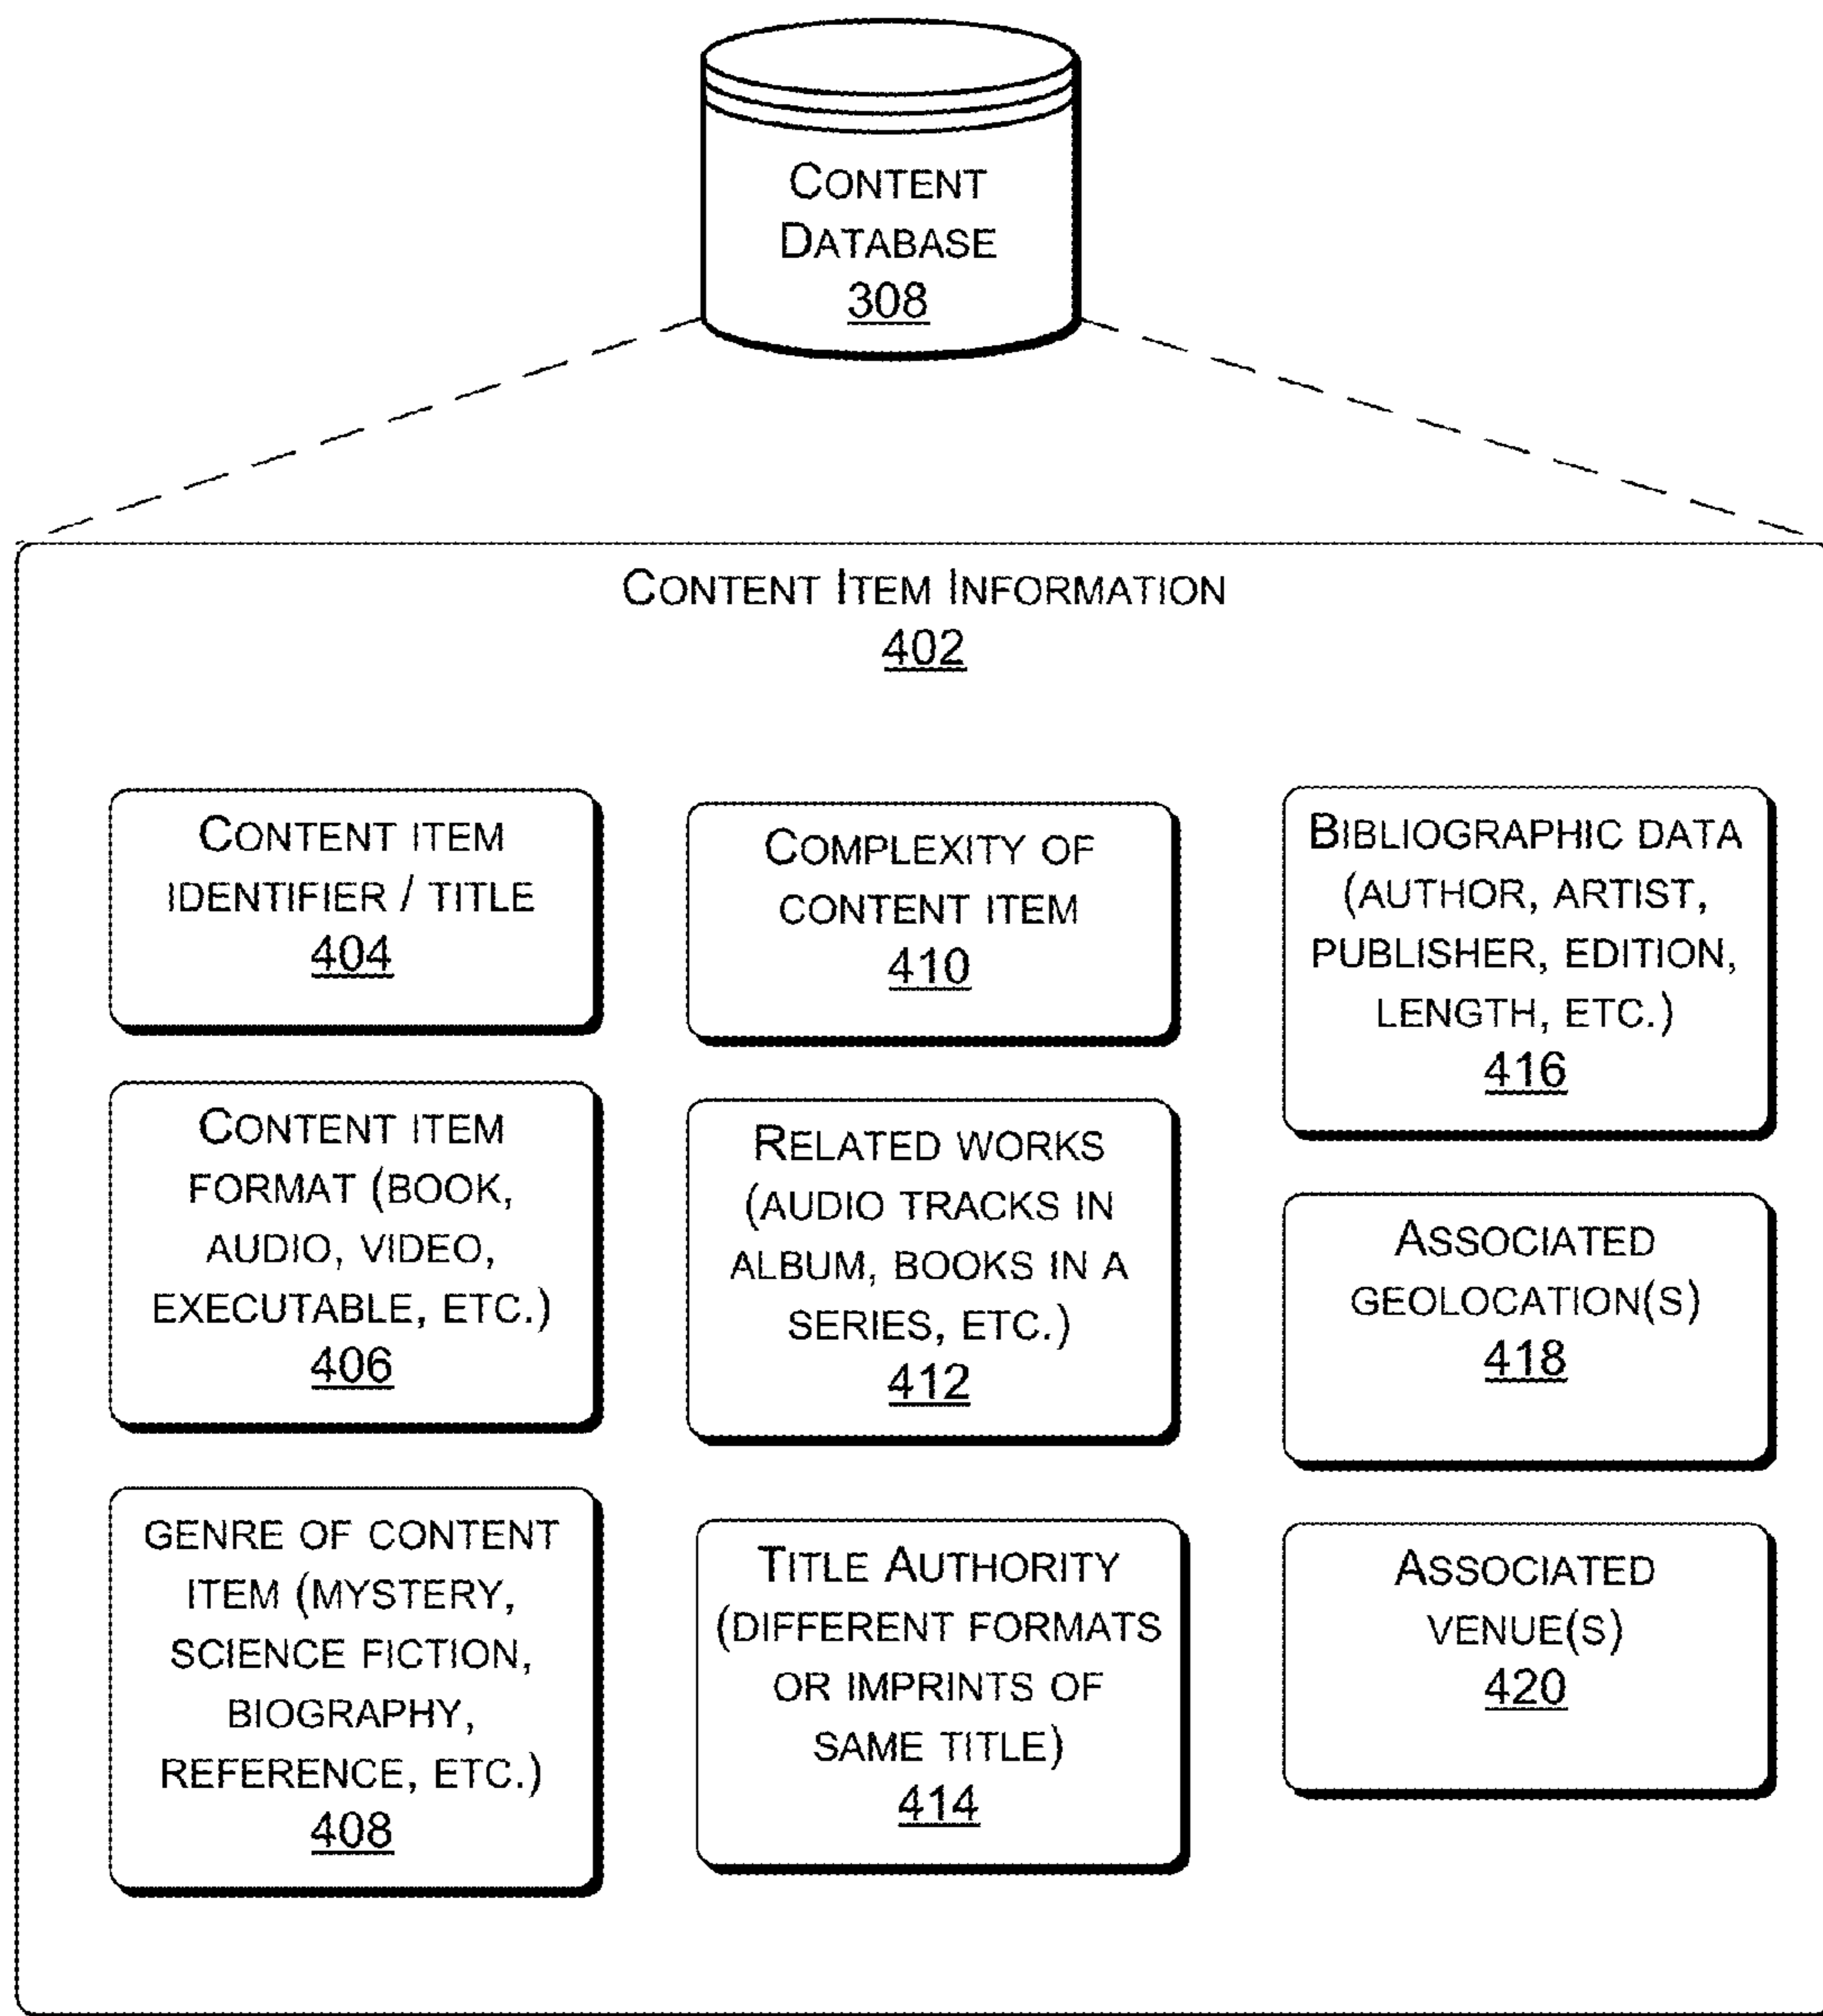 CONTENT
DATABASE
308
CONTENT ITEM INFORMATION
402
CONTENT ITEM
IDENTIFIER / TITLE
404
CONTENT ITEM
FORMAT (BOOK,
AUDIO, VIDEO,
EXECUTABLE, ETC.)
406
GENRE OF CONTENT
ITEM (MYSTERY,
SCIENCE FICTION,
BIOGRAPHY,
REFERENCE, ETC.)
408
COMPLEXITY OF
CONTENT ITEM
410
RELATED WORKS
(AUDIO TRACKS IN
ALBUM, BOOKS IN A
SERIES, ETC.)
412
TITLE AUTHORITY
(DIFFERENT FORMATS
OR IMPRINTS OF
SAME TITLE)
414
BIBLIOGRAPHIC DATA
(AUTHOR, ARTIST,
PUBLISHER, EDITION,
LENGTH, ETC.)
416
ASSOCIATED
GEOLOCATION(S)
418
ASSOCIATED
VENUE(S)
420